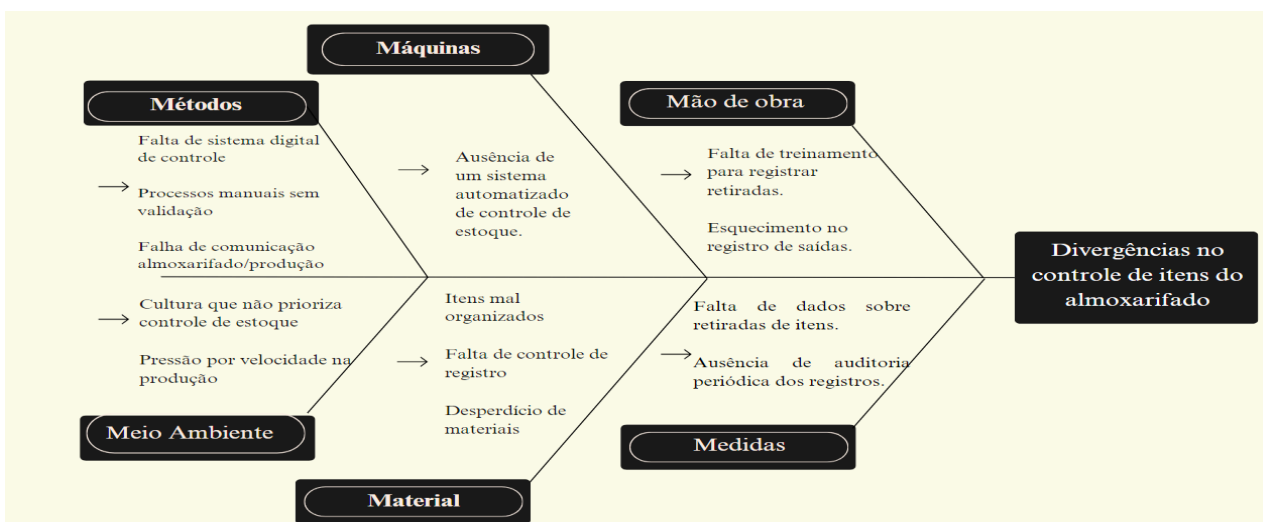 Máquinas
Métodos
Mão de obra
Falta de sistema digital
de controle
Processos manuais sem
validação
Falha de comunicação
almoxarifado/produção
Ausência de
um sistema
automatizado
de controle de
estoque.
Falta de treinamento
para registrar
retiradas.
Esquecimento no
registro de saídas.
Divergências no
controle de itens do
almoxarifado
Cultura que não prioriza
controle de estoque
Pressão por velocidade na
produção
Itens mal
organizados
Falta de controle de
registro
Desperdício de
materiais
Falta de dados sobre
retiradas de itens.
Ausência de auditoria
periódica dos registros.
Meio Ambiente
Material
Medidas